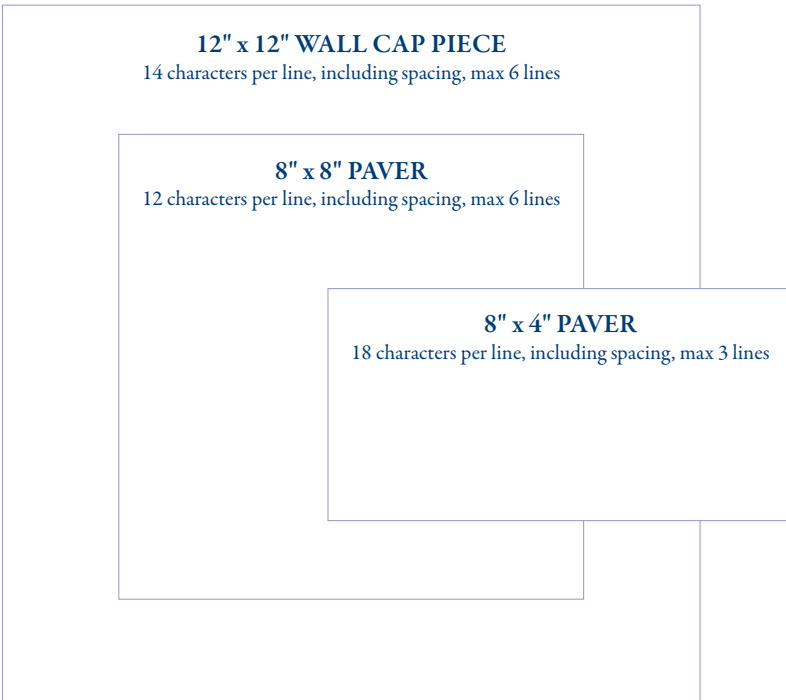 12" x 12" WALL CAP PIECE
14 characters per line, including spacing, max 6 lines
8" x 8" PAVER
12 characters per line, including spacing, max 6 lines
8" x 4" PAVER
18 characters per line, including spacing, max 3 lines